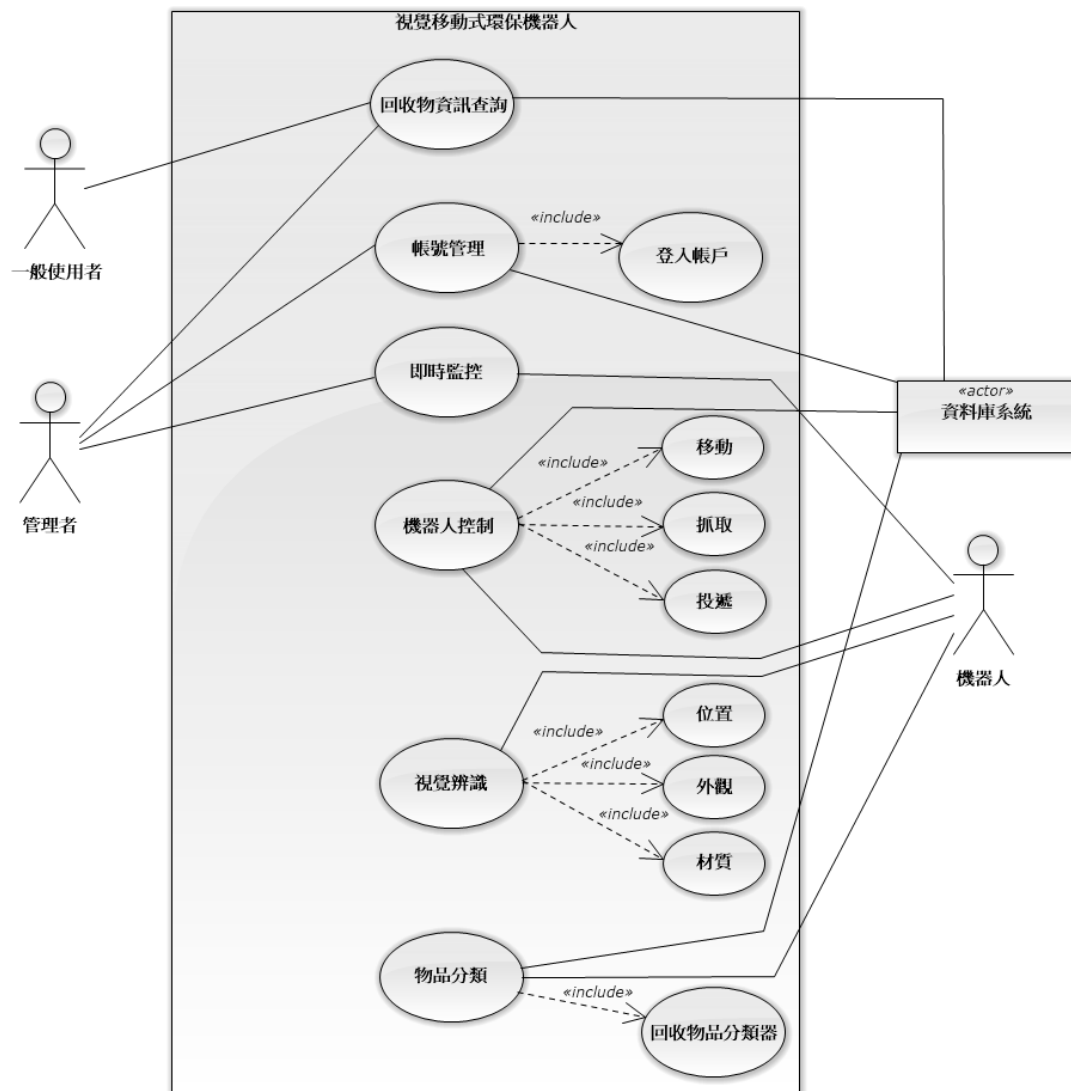 視覺移動式環保機器人
回收物資訊查詢
一般使用者
帳號管理
«include»
登入帳戶
即時監控
管理者
«actor»
資料庫系統
機器人控制
«include»
移動
«include»
抓取
«include»
投遞
機器人
視覺辨識
«include»
位置
«include»
外觀
«include»
材質
物品分類
«include»
回收物品分類器